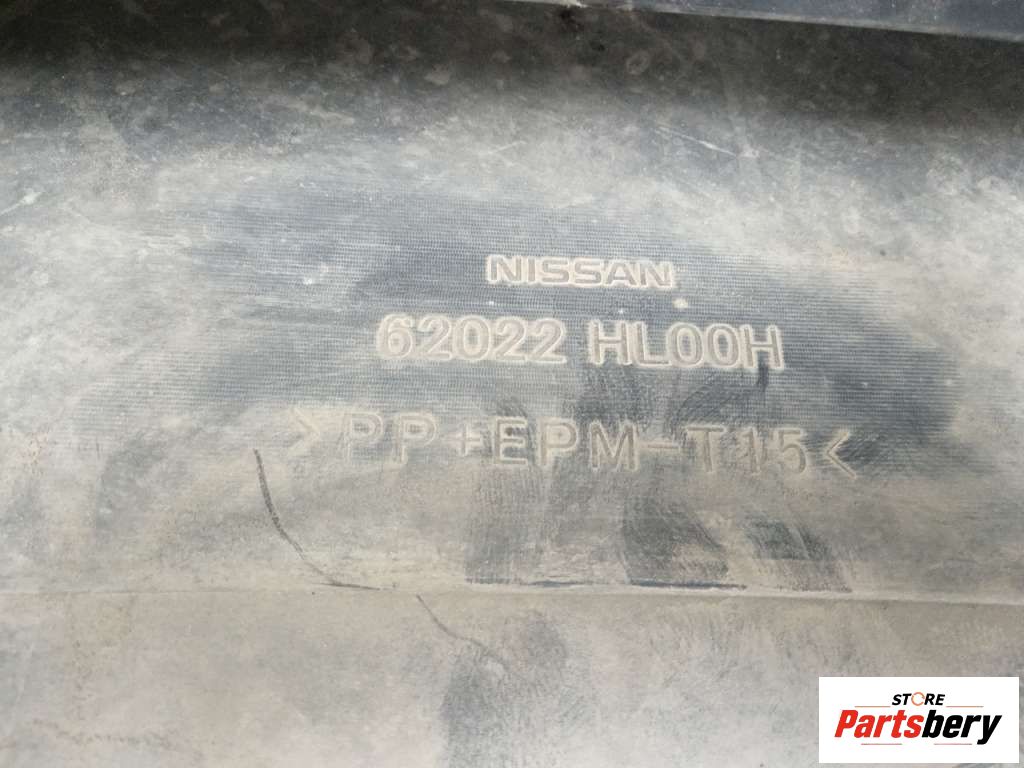 NISSAN
62022 HL00H
>PP+EPM-T15<
STORE
Partsbery